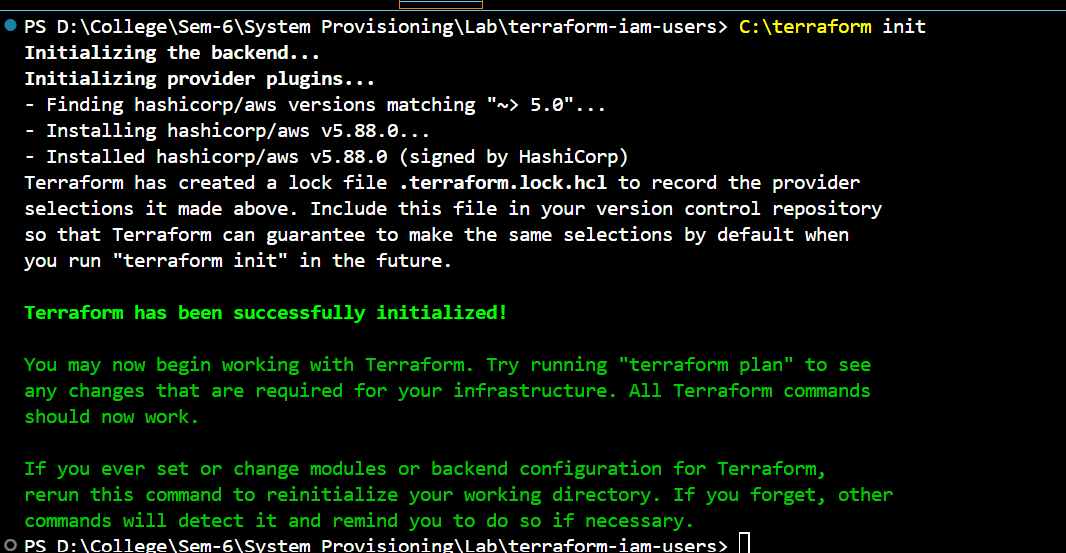 PS D:\College\Sem-6\System Provisioning\Lab\terraform-iam-users> C:\terraform init
Initializing the backend...
Initializing provider plugins...
- Finding hashicorp/aws versions matching "~> 5.0"...
- Installing hashicorp/aws v5.88.0...
- Installed hashicorp/aws v5.88.0 (signed by HashiCorp)
Terraform has created a lock file .terraform.lock.hcl to record the provider
selections it made above. Include this file in your version control repository
so that Terraform can guarantee to make the same selections by default when
you run "terraform init" in the future.
Terraform has been successfully initialized!
You may now begin working with Terraform. Try running "terraform plan" to see
any changes that are required for your infrastructure. All Terraform commands
should now work.
If you ever set or change modules or backend configuration for Terraform,
rerun this command to reinitialize your working directory. If you forget, other
commands will detect it and remind you to do so if necessary.
PS D:\College\Sem-6\System Provisioning\Lab\terraform-iam-users>